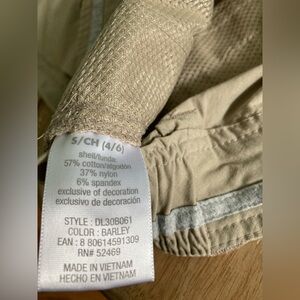 S/CH (4/6)
shell/funda:
57% cotton/algodón
37% nylon
6% spandex
exclusive of decoration
exclusivo de decoración
STYLE : DL30B061
COLOR : BARLEY
EAN : 8 80614591309
RN# 52469
MADE IN VIETNAM
HECHO EN VIETNAM